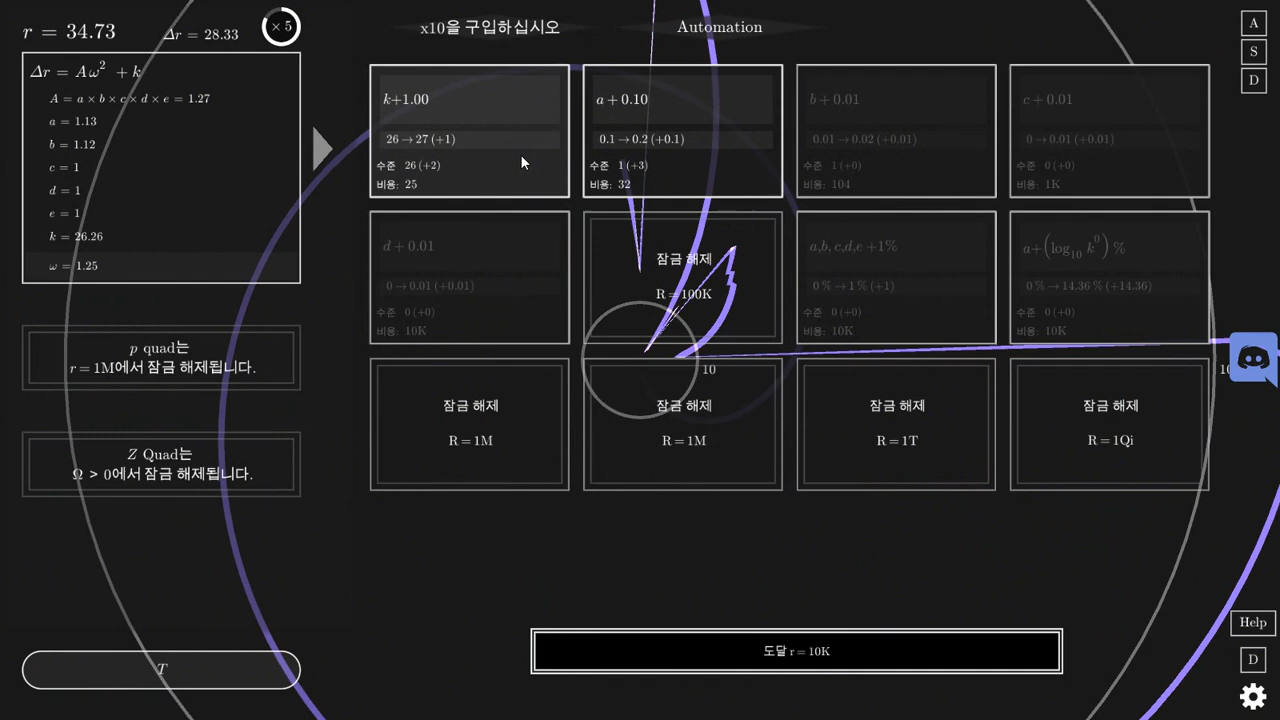 r = 34.73
Δr = 28.33
× 5
Δr = Aω² + k
A = a × b × c × d × e = 1.27
a = 1.13
b = 1.12
c = 1
d = 1
e = 1
k = 26.26
ω = 1.25
p quad는
r = 1M에서 잠금 해제됩니다.
Z Quad는
Ω > 0에서 잠금 해제됩니다.
T
x10을 구입하십시오
Automation
k+1.00
26 → 27 (+1)
수준 26 (+2)
비용: 25
a + 0.10
0.1 → 0.2 (+0.1)
수준 1 (+3)
비용: 32
b + 0.01
0.01 → 0.02 (+0.01)
수준 1 (+0)
비용: 104
c + 0.01
0 → 0.01 (+0.01)
수준 0 (+0)
비용: 1K
d + 0.01
0 → 0.01 (+0.01)
수준 0 (+0)
비용: 10K
잠금 해제
R = 100K
a,b, c,d,e +1%
0 % → 1 % (+1)
수준 0 (+0)
비용: 10K
a+(log₁₀ k⁰) %
0 % → 14.36 % (+14.36)
수준 0 (+0)
비용: 10K
10
10
잠금 해제
R = 1M
잠금 해제
R = 1M
잠금 해제
R = 1T
잠금 해제
R = 1Qi
도달 r = 10K
A
S
D
Help
D